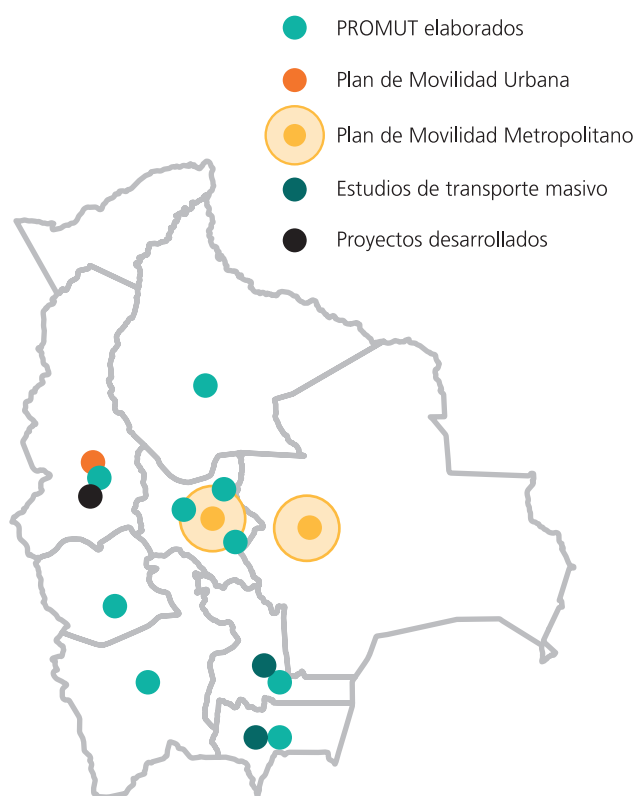 PROMUT elaborados
Plan de Movilidad Urbana
Plan de Movilidad Metropolitano
Estudios de transporte masivo
Proyectos desarrollados